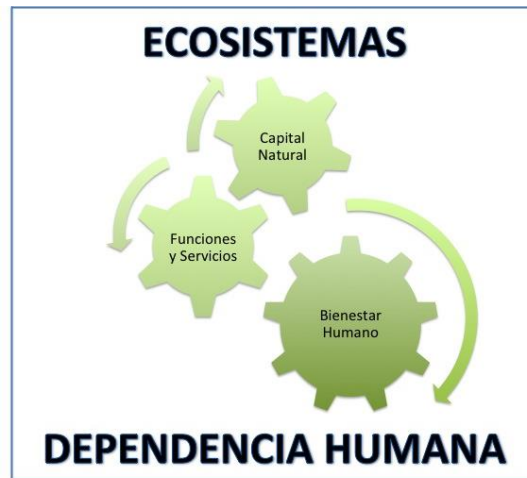 ECOSISTEMAS
Capital
Natural
Funciones
y Servicios
Bienestar
Humano
DEPENDENCIA HUMANA